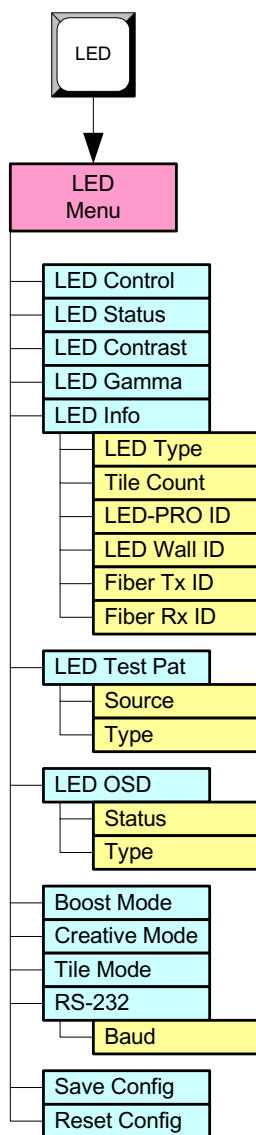 LED
LED
Menu
LED Control
LED Status
LED Contrast
LED Gamma
LED Info
LED Type
Tile Count
LED-PRO ID
LED Wall ID
Fiber Tx ID
Fiber Rx ID
LED Test Pat
Source
Type
LED OSD
Status
Type
Boost Mode
Creative Mode
Tile Mode
RS-232
Baud
Save Config
Reset Config